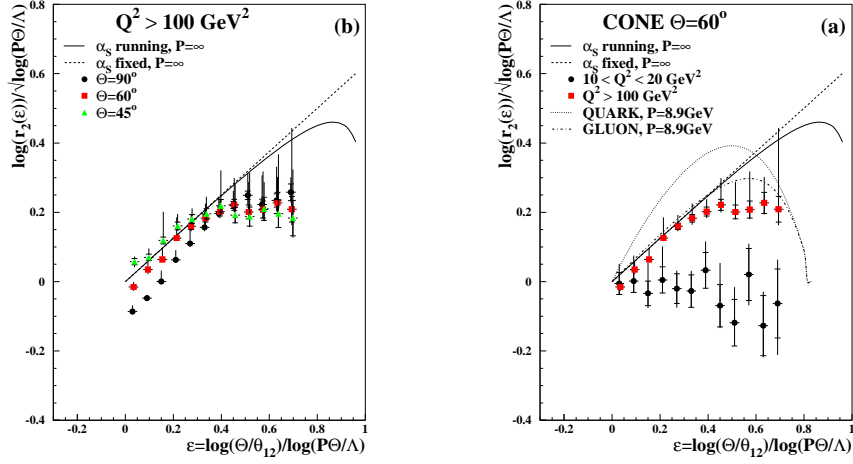 Q² > 100 GeV²
(b)
α_S running, P=∞
α_S fixed, P=∞
Θ=90°
Θ=60°
Θ=45°
log(r₂(ε))/√log(PΘ/Λ)
0.8
0.6
0.4
0.2
0
-0.2
-0.4
0 0.2 0.4 0.6 0.8 1
ε=log(Θ/θ₁₂)/log(PΘ/Λ)
CONE Θ=60°
(a)
α_S running, P=∞
α_S fixed, P=∞
10 < Q² < 20 GeV²
Q² > 100 GeV²
QUARK, P=8.9GeV
GLUON, P=8.9GeV
log(r₂(ε))/√log(PΘ/Λ)
0.8
0.6
0.4
0.2
0
-0.2
-0.4
0 0.2 0.4 0.6 0.8 1
ε=log(Θ/θ₁₂)/log(PΘ/Λ)